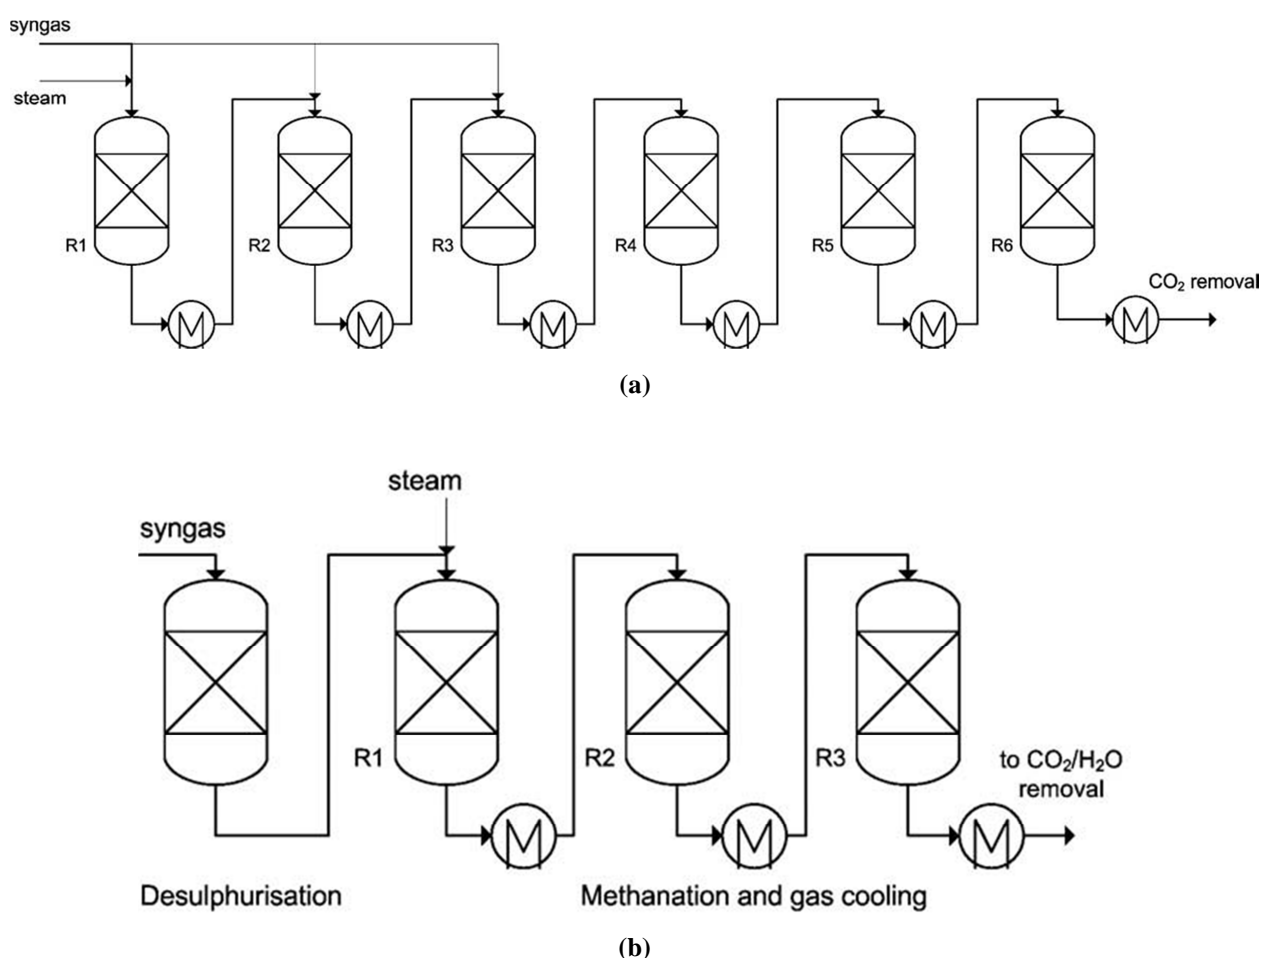 syngas
steam
R1
R2
R3
R4
R5
R6
CO₂ removal
(a)
steam
syngas
R1
R2
R3
to CO₂/H₂O
removal
Desulphurisation
Methanation and gas cooling
(b)